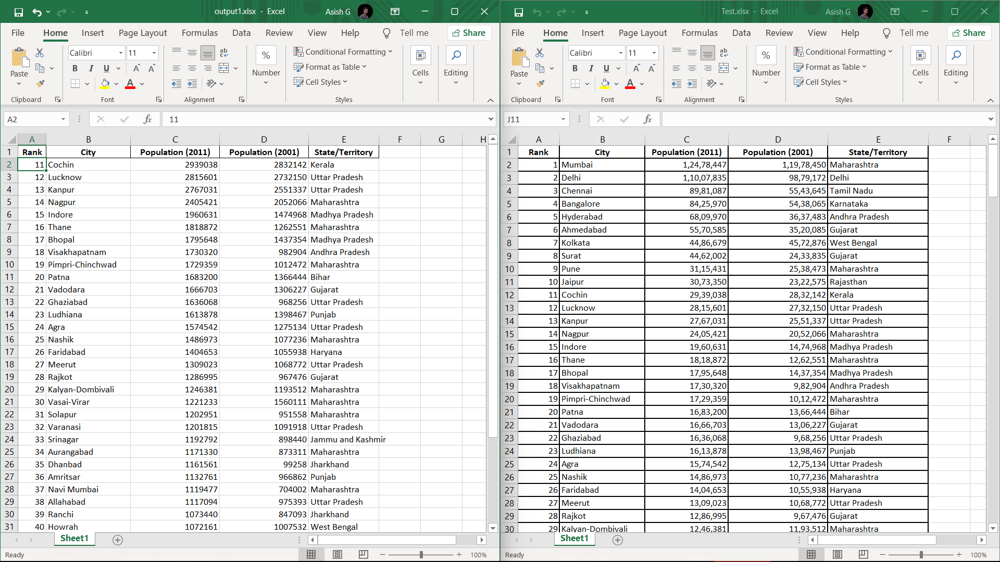 output1.xlsx - Excel
Asish G
File Home Insert Page Layout Formulas Data Review View Help Tell me Share
Calibri 11
ab
Conditional Formatting
Format as Table
Cell Styles
Paste
B I U A A
A
%
Number
Cells
Editing
Clipboard Font Alignment Styles
A2 fx 11
A B C D E F G H
1 Rank City Population (2011) Population (2001) State/Territory
2 11 Cochin 2939038 2832142 Kerala
3 12 Lucknow 2815601 2732150 Uttar Pradesh
4 13 Kanpur 2767031 2551337 Uttar Pradesh
5 14 Nagpur 2405421 2052066 Maharashtra
6 15 Indore 1960631 1474968 Madhya Pradesh
7 16 Thane 1818872 1262551 Maharashtra
8 17 Bhopal 1795648 1437354 Madhya Pradesh
9 18 Visakhapatnam 1730320 982904 Andhra Pradesh
10 19 Pimpri-Chinchwad 1729359 1012472 Maharashtra
11 20 Patna 1683200 1366444 Bihar
12 21 Vadodara 1666703 1306227 Gujarat
13 22 Ghaziabad 1636068 968256 Uttar Pradesh
14 23 Ludhiana 1613878 1398467 Punjab
15 24 Agra 1574542 1275134 Uttar Pradesh
16 25 Nashik 1486973 1077236 Maharashtra
17 26 Faridabad 1404653 1055938 Haryana
18 27 Meerut 1309023 1068772 Uttar Pradesh
19 28 Rajkot 1286995 967476 Gujarat
20 29 Kalyan-Dombivali 1246381 1193512 Maharashtra
21 30 Vasai-Virar 1221233 1560111 Maharashtra
22 31 Solapur 1202951 951558 Maharashtra
23 32 Varanasi 1201815 1091918 Uttar Pradesh
24 33 Srinagar 1192792 898440 Jammu and Kashmir
25 34 Aurangabad 1171330 873311 Maharashtra
26 35 Dhanbad 1161561 99258 Jharkhand
27 36 Amritsar 1132761 966862 Punjab
28 37 Navi Mumbai 1119477 704002 Maharashtra
29 38 Allahabad 1117094 975393 Uttar Pradesh
30 39 Ranchi 1073440 847093 Jharkhand
31 40 Howrah 1072161 1007532 West Bengal
Sheet1
Ready 100%
Test.xlsx - Excel
Asish G
File Home Insert Page Layout Formulas Data Review View Help Tell me Share
Calibri 11
ab
Conditional Formatting
Format as Table
Cell Styles
Paste
B I U A A
A
%
Number
Cells
Editing
Clipboard Font Alignment Styles
J11 fx
A B C D E F
1 Rank City Population (2011) Population (2001) State/Territory
2 1 Mumbai 1,24,78,447 1,19,78,450 Maharashtra
3 2 Delhi 1,10,07,835 98,79,172 Delhi
4 3 Chennai 89,81,087 55,43,645 Tamil Nadu
5 4 Bangalore 84,25,970 54,38,065 Karnataka
6 5 Hyderabad 68,09,970 36,37,483 Andhra Pradesh
7 6 Ahmedabad 55,70,585 35,20,085 Gujarat
8 7 Kolkata 44,86,679 45,72,876 West Bengal
9 8 Surat 44,62,002 24,33,835 Gujarat
10 9 Pune 31,15,431 25,38,473 Maharashtra
11 10 Jaipur 30,73,350 23,22,575 Rajasthan
12 11 Cochin 29,39,038 28,32,142 Kerala
13 12 Lucknow 28,15,601 27,32,150 Uttar Pradesh
14 13 Kanpur 27,67,031 25,51,337 Uttar Pradesh
15 14 Nagpur 24,05,421 20,52,066 Maharashtra
16 15 Indore 19,60,631 14,74,968 Madhya Pradesh
17 16 Thane 18,18,872 12,62,551 Maharashtra
18 17 Bhopal 17,95,648 14,37,354 Madhya Pradesh
19 18 Visakhapatnam 17,30,320 9,82,904 Andhra Pradesh
20 19 Pimpri-Chinchwad 17,29,359 10,12,472 Maharashtra
21 20 Patna 16,83,200 13,66,444 Bihar
22 21 Vadodara 16,66,703 13,06,227 Gujarat
23 22 Ghaziabad 16,36,068 9,68,256 Uttar Pradesh
24 23 Ludhiana 16,13,878 13,98,467 Punjab
25 24 Agra 15,74,542 12,75,134 Uttar Pradesh
26 25 Nashik 14,86,973 10,77,236 Maharashtra
27 26 Faridabad 14,04,653 10,55,938 Haryana
28 27 Meerut 13,09,023 10,68,772 Uttar Pradesh
29 28 Rajkot 12,86,995 9,67,476 Gujarat
30 29 Kalyan-Dombivali 12,46,381 11,93,512 Maharashtra
Sheet1
Ready 100%